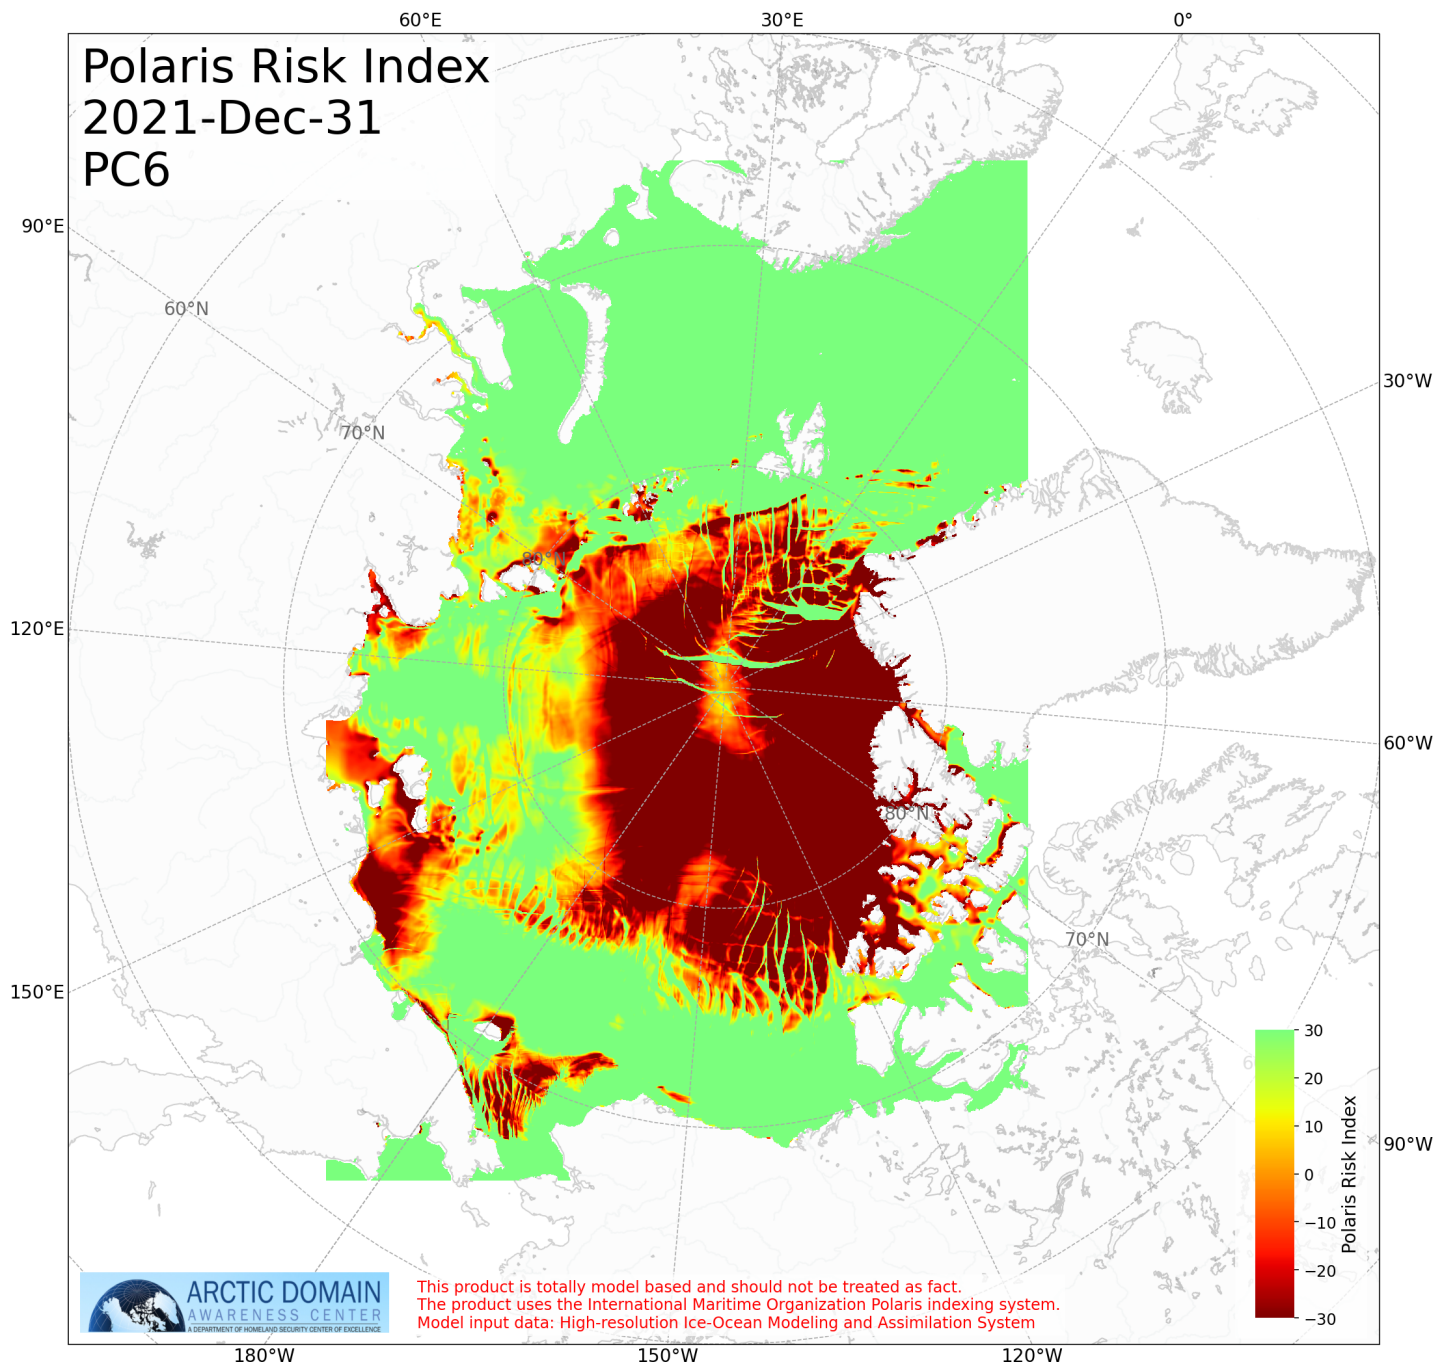 60°E
30°E
0°
Polaris Risk Index
2021-Dec-31
PC6
90°E
60°N
30°W
70°N
80°N
120°E
60°W
80°N
70°N
150°E
30
20
10
0
−10
−20
−30
Polaris Risk Index
90°W
ARCTIC DOMAIN
AWARENESS CENTER
A DEPARTMENT OF HOMELAND SECURITY CENTER OF EXCELLENCE
This product is totally model based and should not be treated as fact.
The product uses the International Maritime Organization Polaris indexing system.
Model input data: High-resolution Ice-Ocean Modeling and Assimilation System
180°W
150°W
120°W